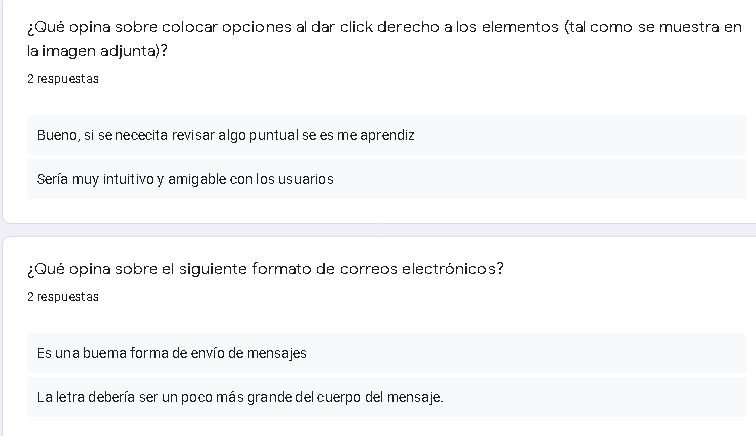 ¿Qué opina sobre colocar opciones al dar click derecho a los elementos (tal como se muestra en
la imagen adjunta)?
2 respuestas
Bueno, si se nececita revisar algo puntual se es me aprendiz
Sería muy intuitivo y amigable con los usuarios
¿Qué opina sobre el siguiente formato de correos electrónicos?
2 respuestas
Es una buema forma de envío de mensajes
La letra debería ser un poco más grande del cuerpo del mensaje.